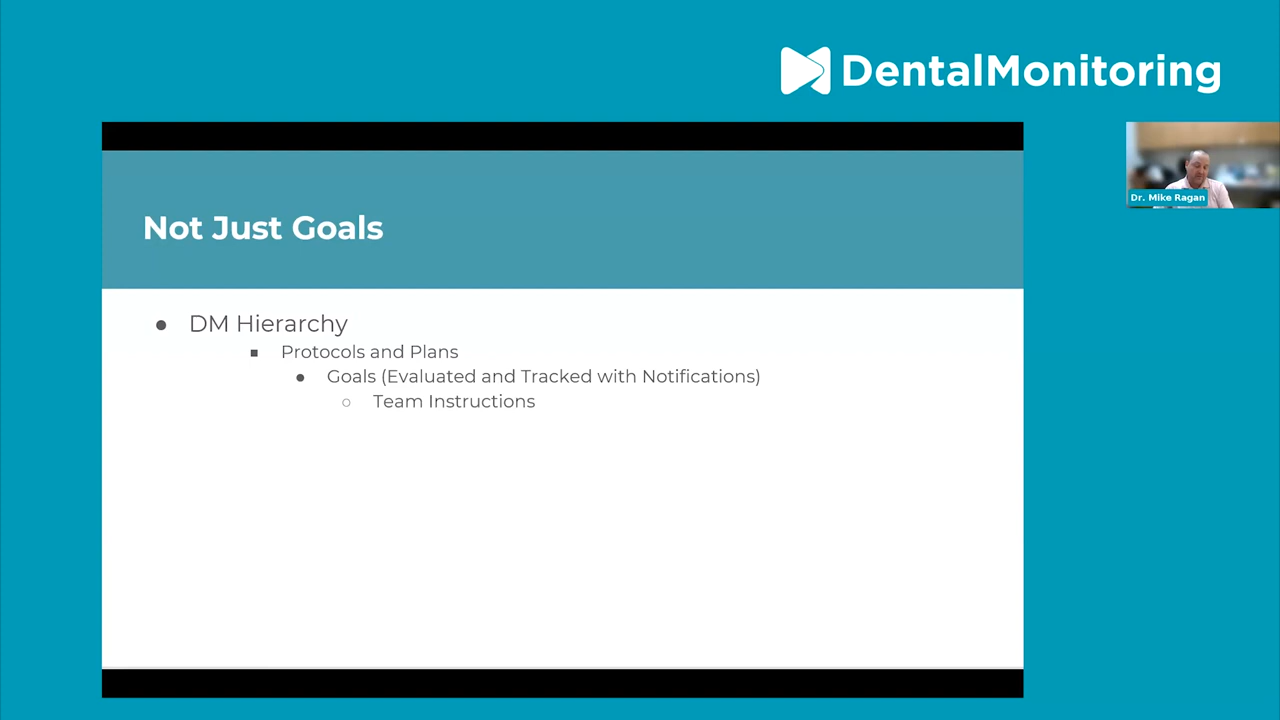 DentalMonitoring
Dr. Mike Ragan
Not Just Goals
DM Hierarchy
Protocols and Plans
Goals (Evaluated and Tracked with Notifications)
Team Instructions